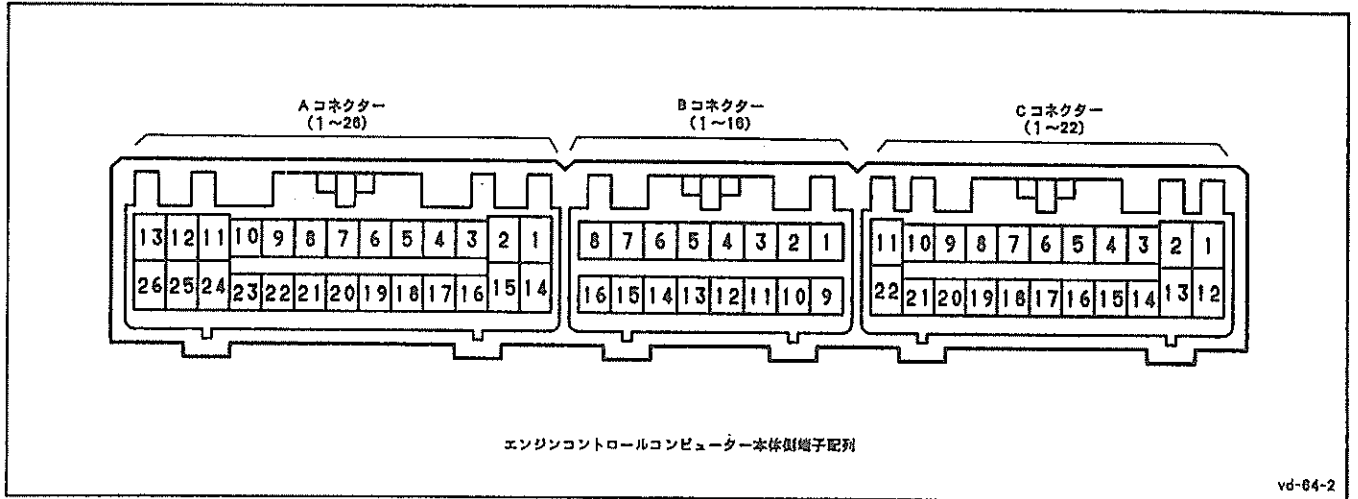 Aコネクター
(1〜26)
Bコネクター
(1〜16)
Cコネクター
(1〜22)
13 12 11 10 9 8 7 6 5 4 3 2 1
26 25 24 23 22 21 20 19 18 17 16 15 14
8 7 6 5 4 3 2 1
16 15 14 13 12 11 10 9
11 10 9 8 7 6 5 4 3 2 1
22 21 20 19 18 17 16 15 14 13 12
エンジンコントロールコンピューター本体側端子配列
vd-64-2